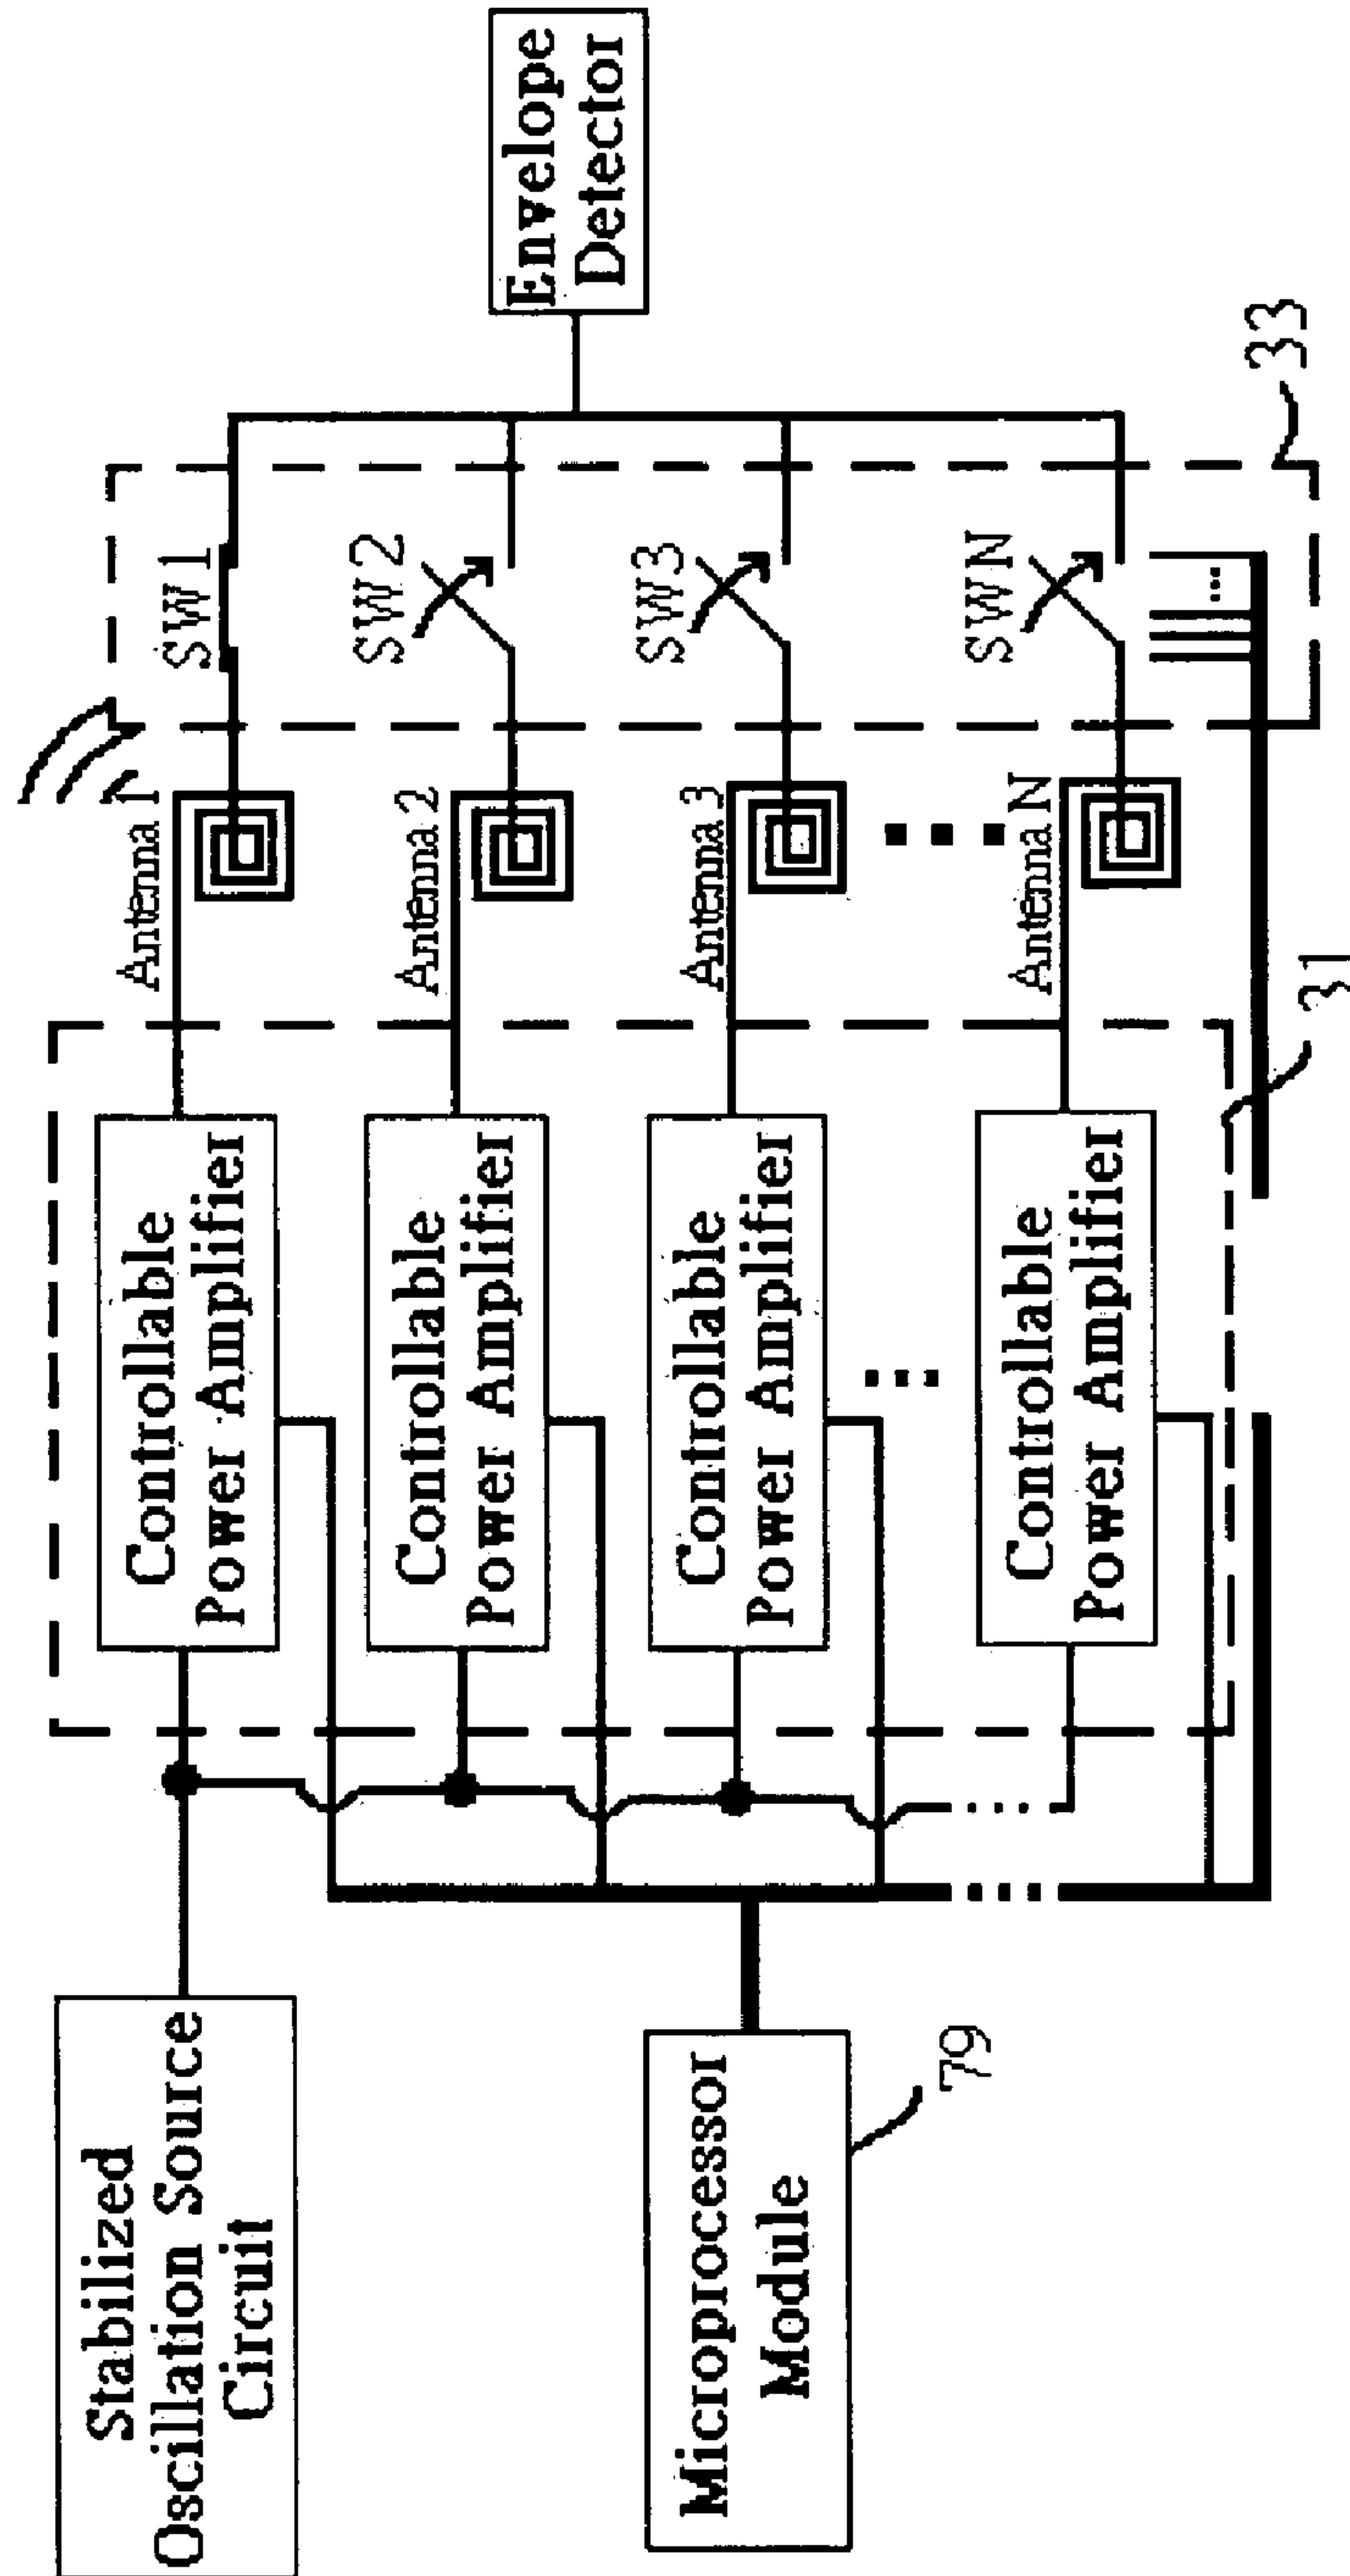 Stabilized
Oscillation Source
Circuit
Microprocessor
Module
79
Controllable
Power Amplifier
Controllable
Power Amplifier
Controllable
Power Amplifier
...
Controllable
Power Amplifier
31
Antenna 1
Antenna 2
Antenna 3
...
Antenna N
SW1
SW2
SW3
SWN
...
33
Envelope
Detector